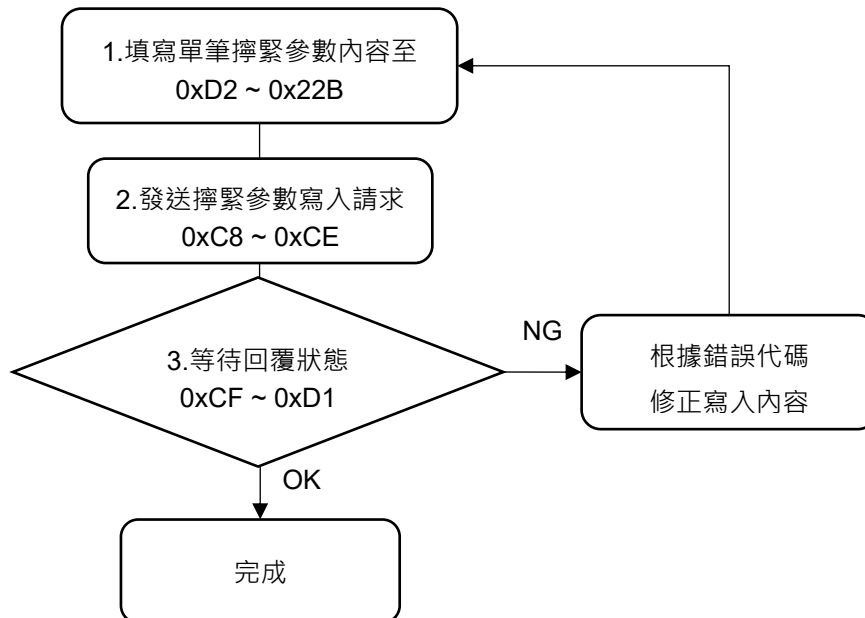 1.填寫單筆擰緊參數內容至
0xD2 ~ 0x22B
2.發送擰緊參數寫入請求
0xC8 ~ 0xCE
3.等待回覆狀態
0xCF ~ 0xD1
NG
根據錯誤代碼
修正寫入內容
OK
完成